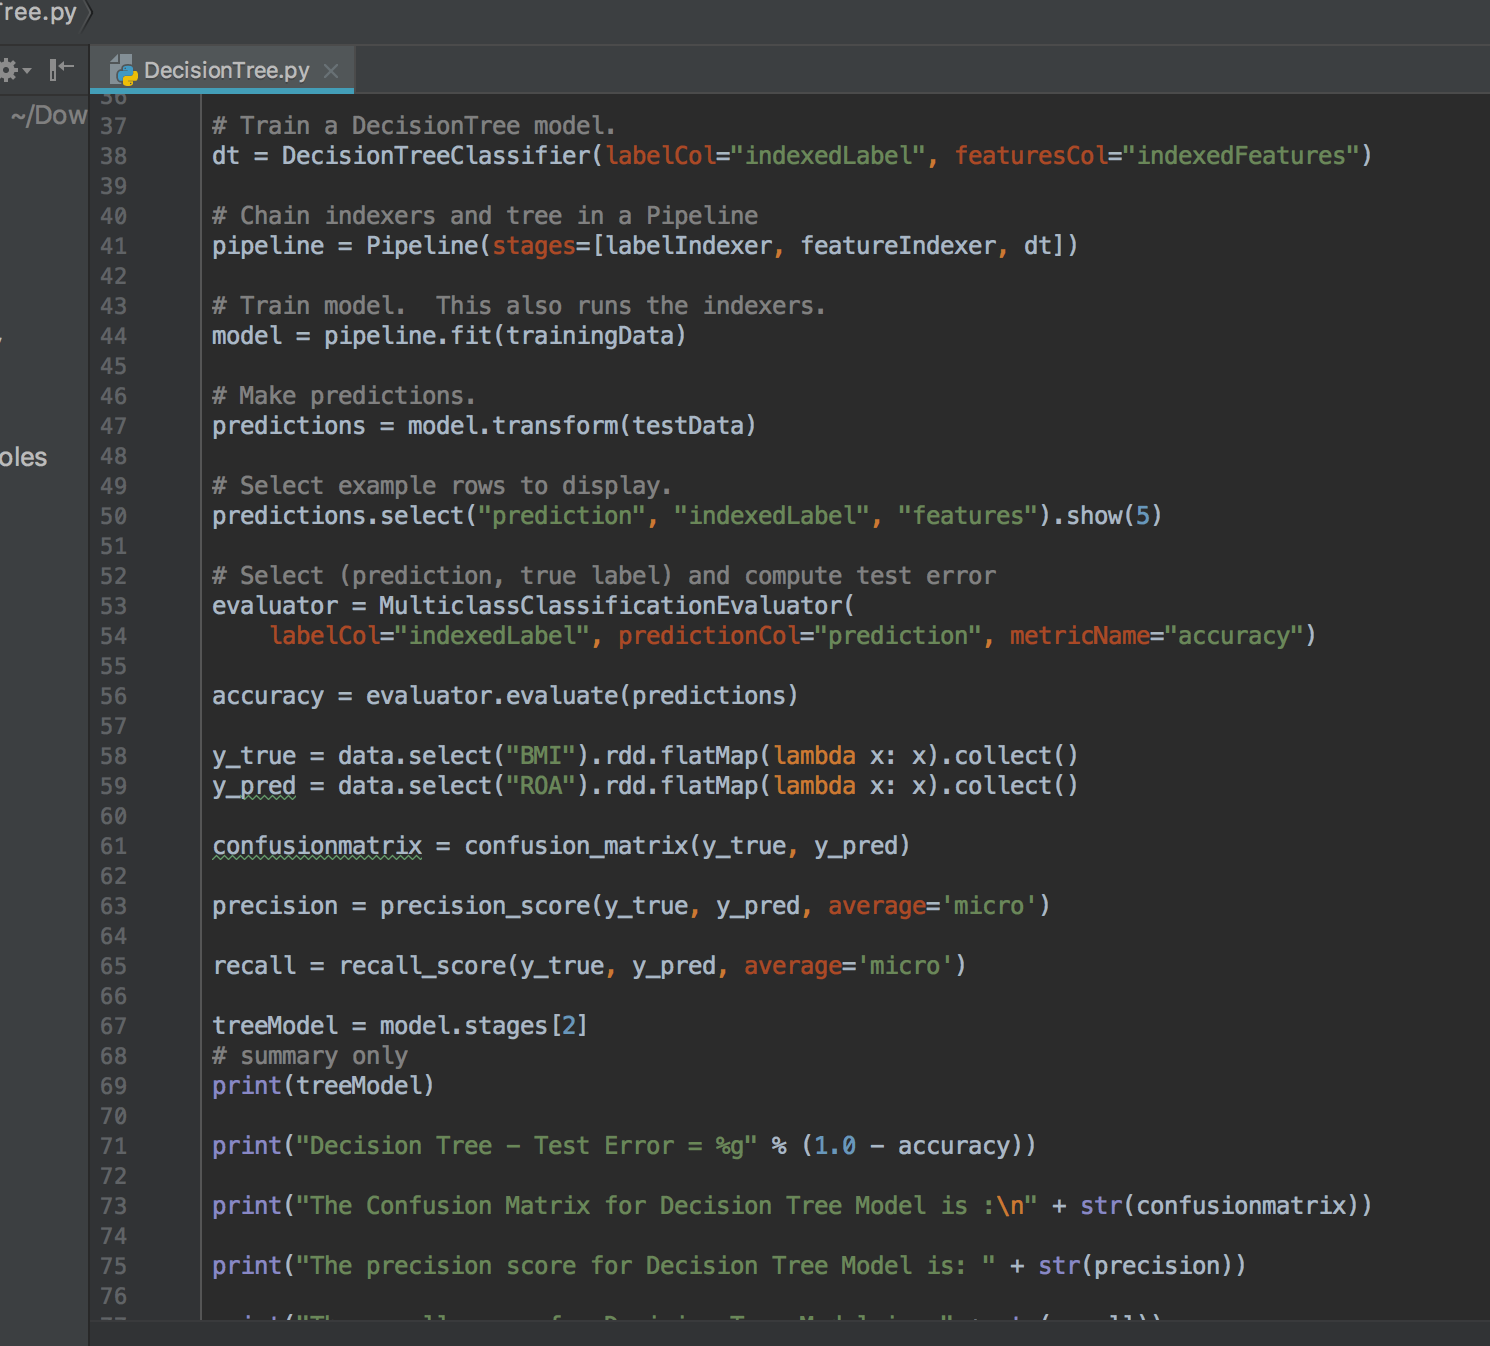 Tree.py
DecisionTree.py
~/Dow
oles
36
37 # Train a DecisionTree model.
38 dt = DecisionTreeClassifier(labelCol="indexedLabel", featuresCol="indexedFeatures")
39
40 # Chain indexers and tree in a Pipeline
41 pipeline = Pipeline(stages=[labelIndexer, featureIndexer, dt])
42
43 # Train model.  This also runs the indexers.
44 model = pipeline.fit(trainingData)
45
46 # Make predictions.
47 predictions = model.transform(testData)
48
49 # Select example rows to display.
50 predictions.select("prediction", "indexedLabel", "features").show(5)
51
52 # Select (prediction, true label) and compute test error
53 evaluator = MulticlassClassificationEvaluator(
54     labelCol="indexedLabel", predictionCol="prediction", metricName="accuracy")
55
56 accuracy = evaluator.evaluate(predictions)
57
58 y_true = data.select("BMI").rdd.flatMap(lambda x: x).collect()
59 y_pred = data.select("ROA").rdd.flatMap(lambda x: x).collect()
60
61 confusionmatrix = confusion_matrix(y_true, y_pred)
62
63 precision = precision_score(y_true, y_pred, average='micro')
64
65 recall = recall_score(y_true, y_pred, average='micro')
66
67 treeModel = model.stages[2]
68 # summary only
69 print(treeModel)
70
71 print("Decision Tree - Test Error = %g" % (1.0 - accuracy))
72
73 print("The Confusion Matrix for Decision Tree Model is :\n" + str(confusionmatrix))
74
75 print("The precision score for Decision Tree Model is: " + str(precision))
76